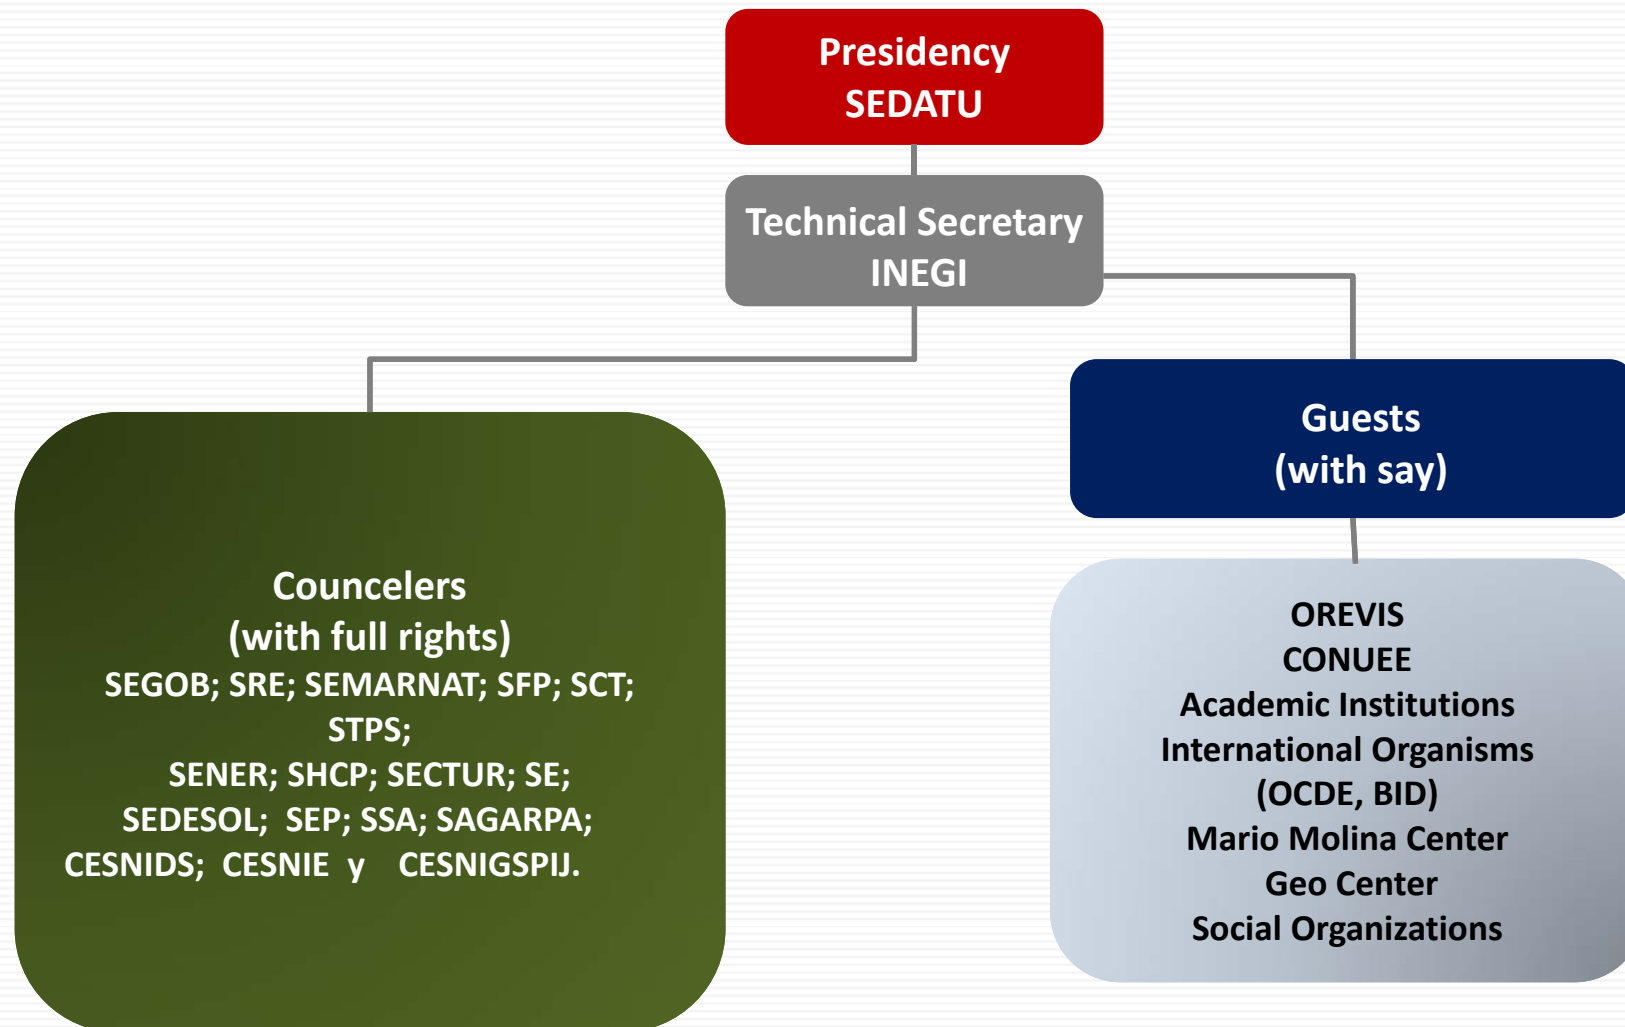 Presidency
SEDATU
Technical Secretary
INEGI
Guests
(with say)
Councelers
(with full rights)
SEGOB; SRE; SEMARNAT; SFP; SCT;
STPS;
SENER; SHCP; SECTUR; SE;
SEDESOL; SEP; SSA; SAGARPA;
CESNIDS; CESNIE y CESNIGSPIJ.
OREVIS
CONUEE
Academic Institutions
International Organisms
(OCDE, BID)
Mario Molina Center
Geo Center
Social Organizations